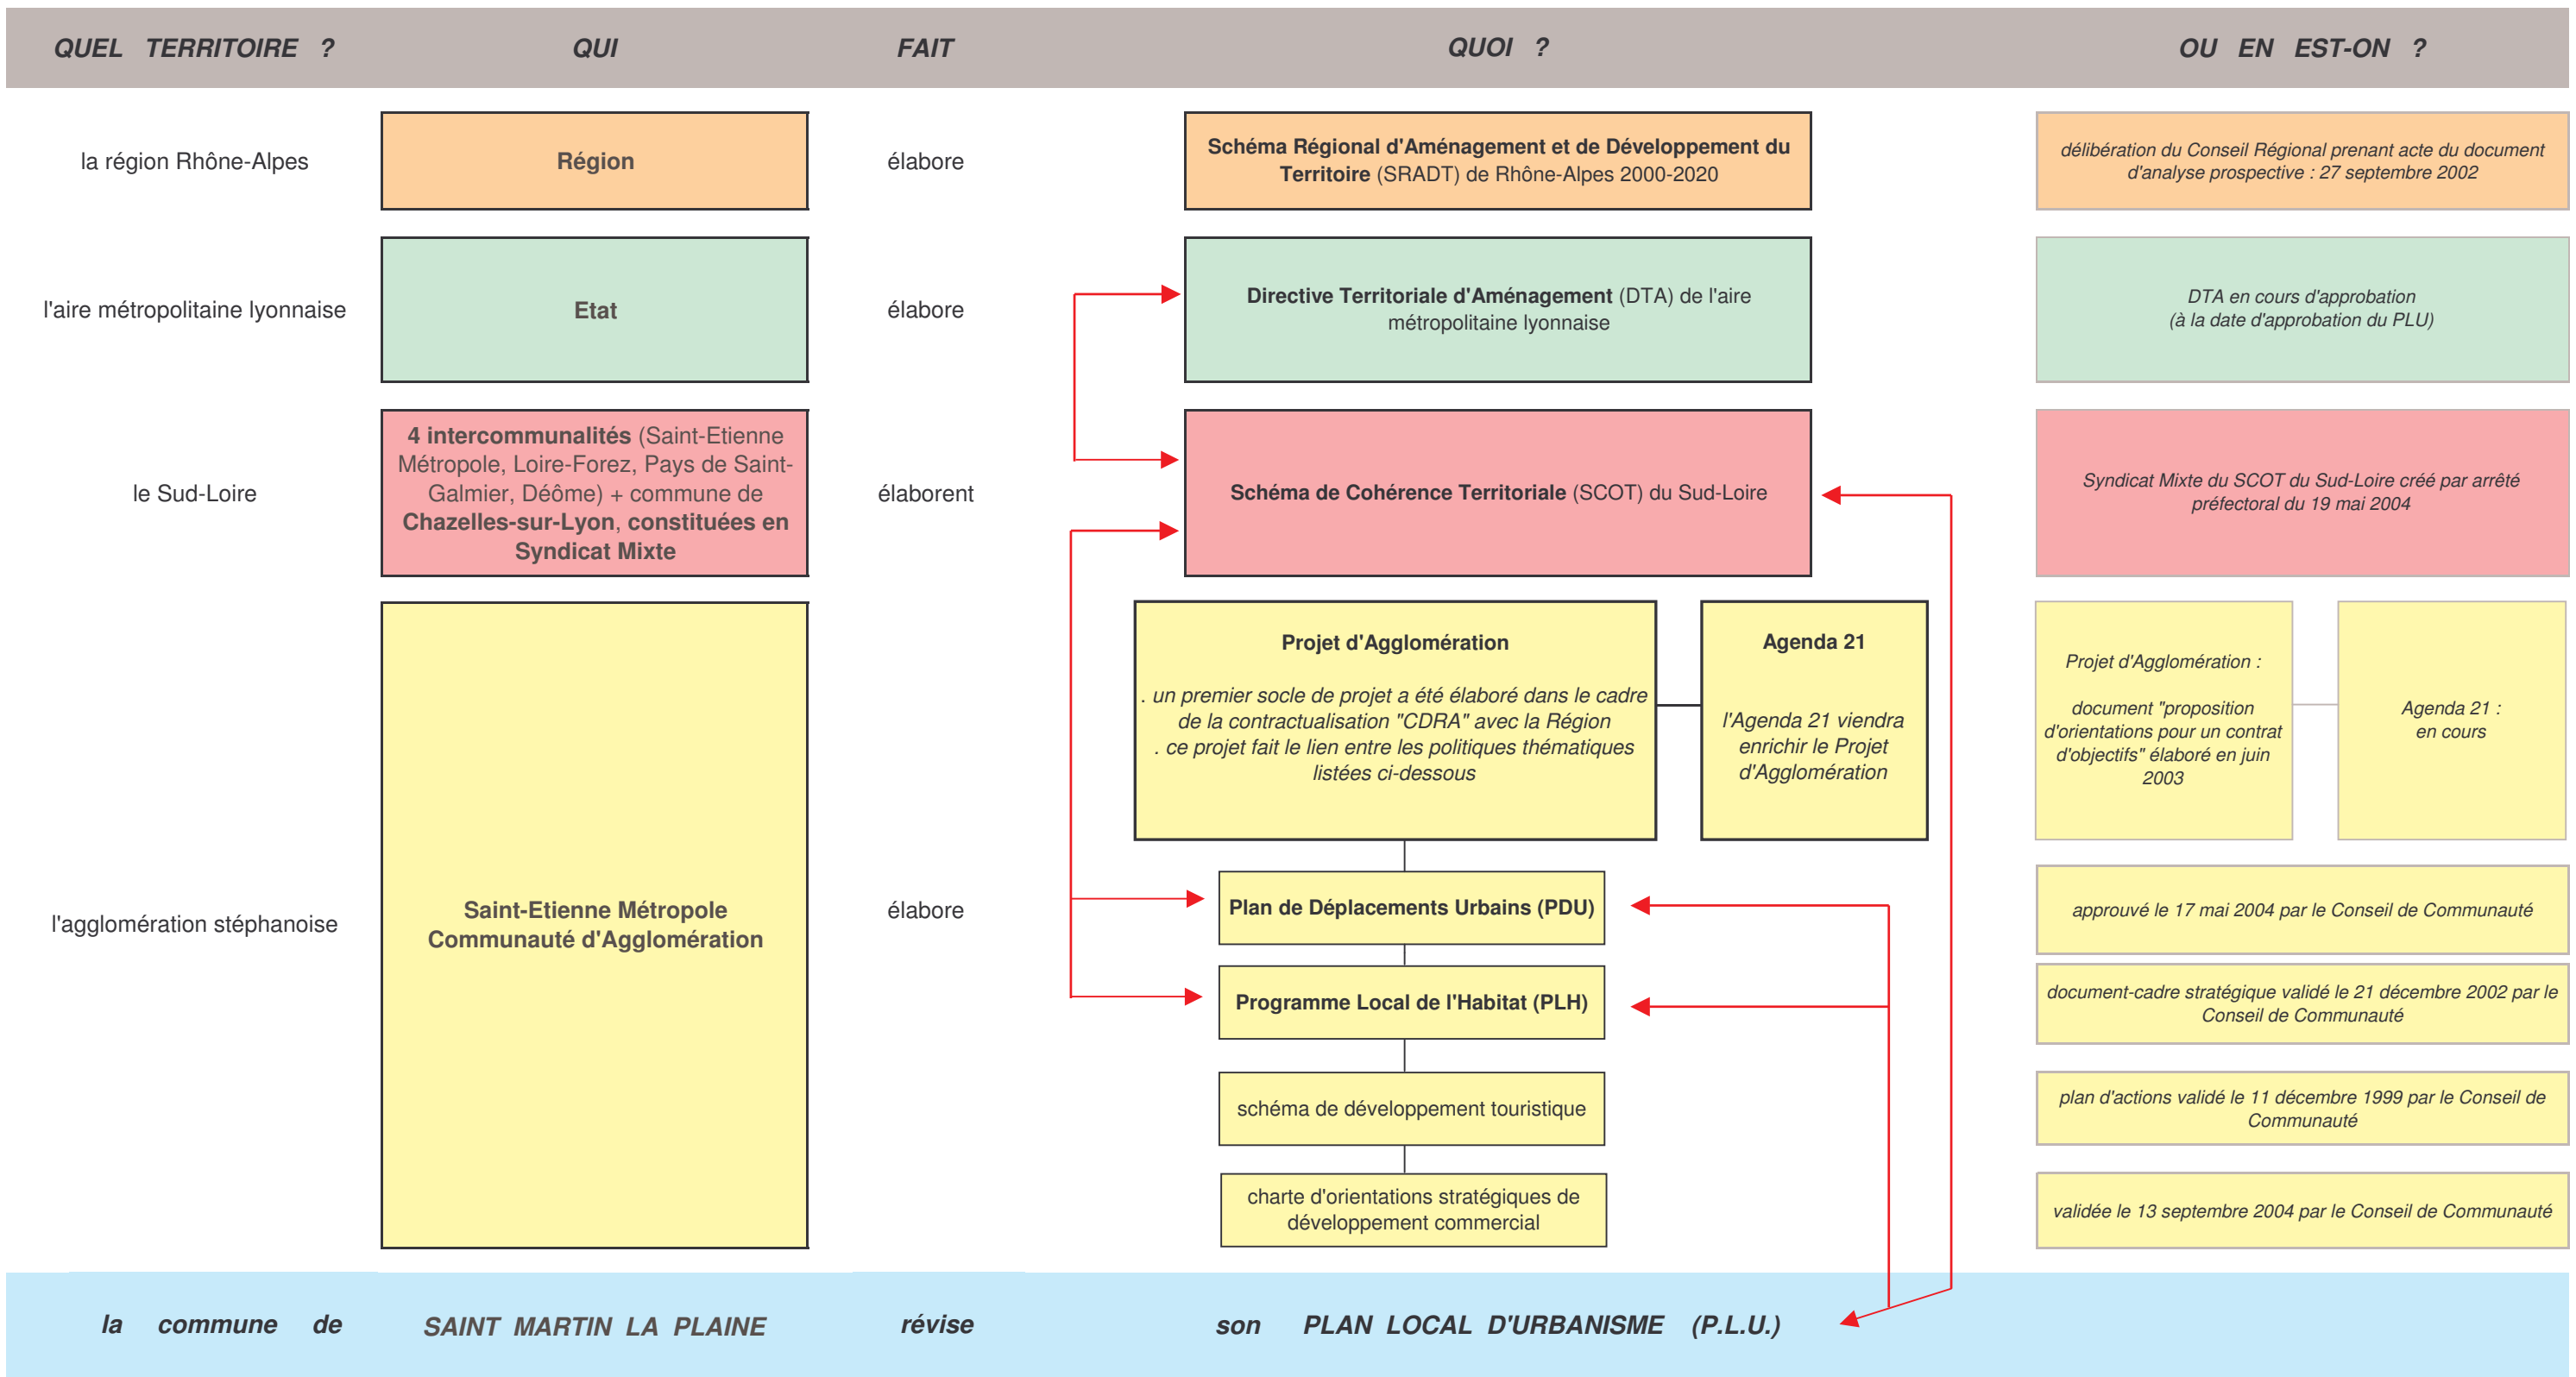 QUEL TERRITOIRE ? QUI FAIT QUOI ? OU EN EST-ON ?
la région Rhône-Alpes
Région
élabore
Schéma Régional d'Aménagement et de Développement du
Territoire (SRADT) de Rhône-Alpes 2000-2020
délibération du Conseil Régional prenant acte du document
d'analyse prospective : 27 septembre 2002
l'aire métropolitaine lyonnaise
Etat
élabore
Directive Territoriale d'Aménagement (DTA) de l'aire
métropolitaine lyonnaise
DTA en cours d'approbation
(à la date d'approbation du PLU)
le Sud-Loire
4 intercommunalités (Saint-Etienne
Métropole, Loire-Forez, Pays de Saint-
Galmier, Déôme) + commune de
Chazelles-sur-Lyon, constituées en
Syndicat Mixte
élaborent
Schéma de Cohérence Territoriale (SCOT) du Sud-Loire
Syndicat Mixte du SCOT du Sud-Loire créé par arrêté
préfectoral du 19 mai 2004
l'agglomération stéphanoise
Saint-Etienne Métropole
Communauté d'Agglomération
élabore
Projet d'Agglomération
. un premier socle de projet a été élaboré dans le cadre
de la contractualisation "CDRA" avec la Région
. ce projet fait le lien entre les politiques thématiques
listées ci-dessous
Agenda 21
l'Agenda 21 viendra
enrichir le Projet
d'Agglomération
Projet d'Agglomération :
document "proposition
d'orientations pour un contrat
d'objectifs" élaboré en juin
2003
Agenda 21 :
en cours
Plan de Déplacements Urbains (PDU)
approuvé le 17 mai 2004 par le Conseil de Communauté
Programme Local de l'Habitat (PLH)
document-cadre stratégique validé le 21 décembre 2002 par le
Conseil de Communauté
schéma de développement touristique
plan d'actions validé le 11 décembre 1999 par le Conseil de
Communauté
charte d'orientations stratégiques de
développement commercial
validée le 13 septembre 2004 par le Conseil de Communauté
la commune de SAINT MARTIN LA PLAINE révise son PLAN LOCAL D'URBANISME (P.L.U.)